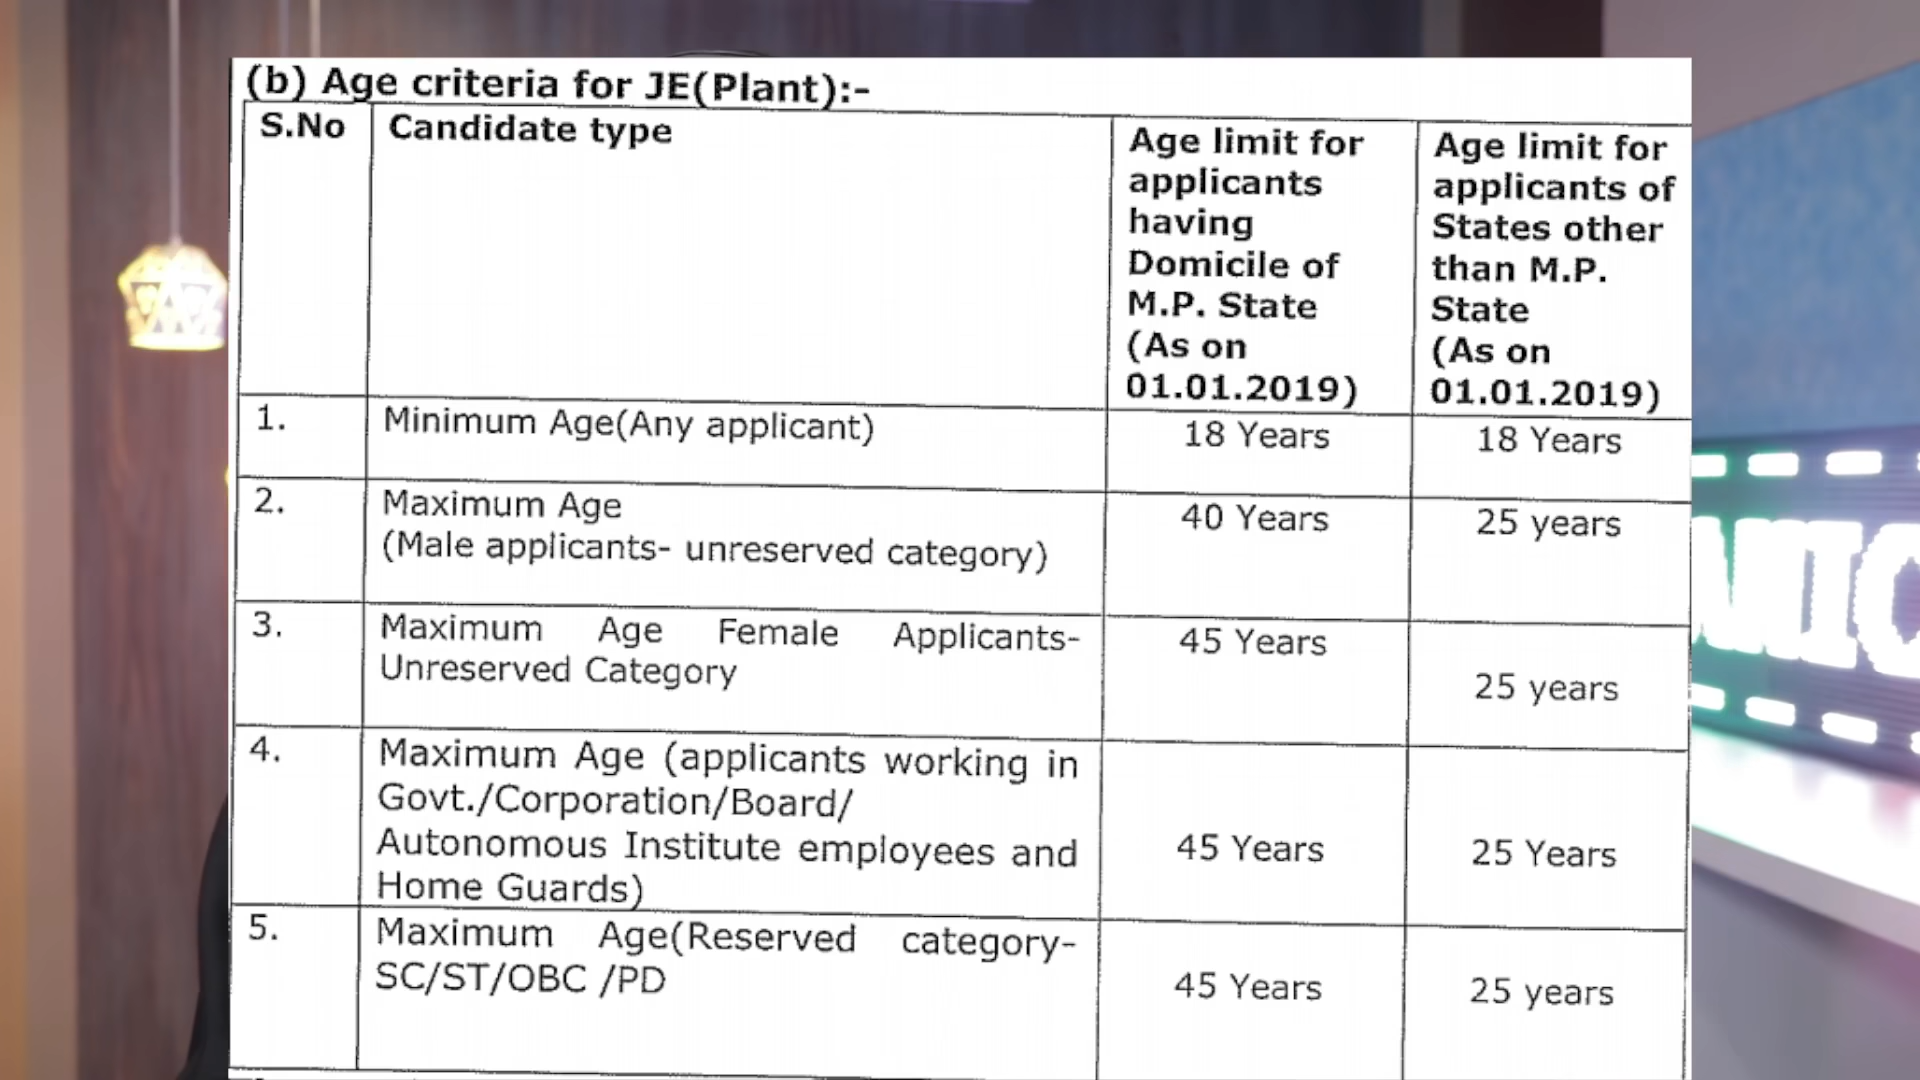 (b) Age criteria for JE(Plant):-
S.No
Candidate type
Age limit for
applicants
having
Domicile of
M.P. State
(As on
01.01.2019)
Age limit for
applicants of
States other
than M.P.
State
(As on
01.01.2019)
1.
Minimum Age(Any applicant)
18 Years
18 Years
2.
Maximum Age
(Male applicants- unreserved category)
40 Years
25 years
3.
Maximum Age Female Applicants-
Unreserved Category
45 Years
25 years
4.
Maximum Age (applicants working in
Govt./Corporation/Board/
Autonomous Institute employees and
Home Guards)
45 Years
25 Years
5.
Maximum Age(Reserved category-
SC/ST/OBC /PD
45 Years
25 years